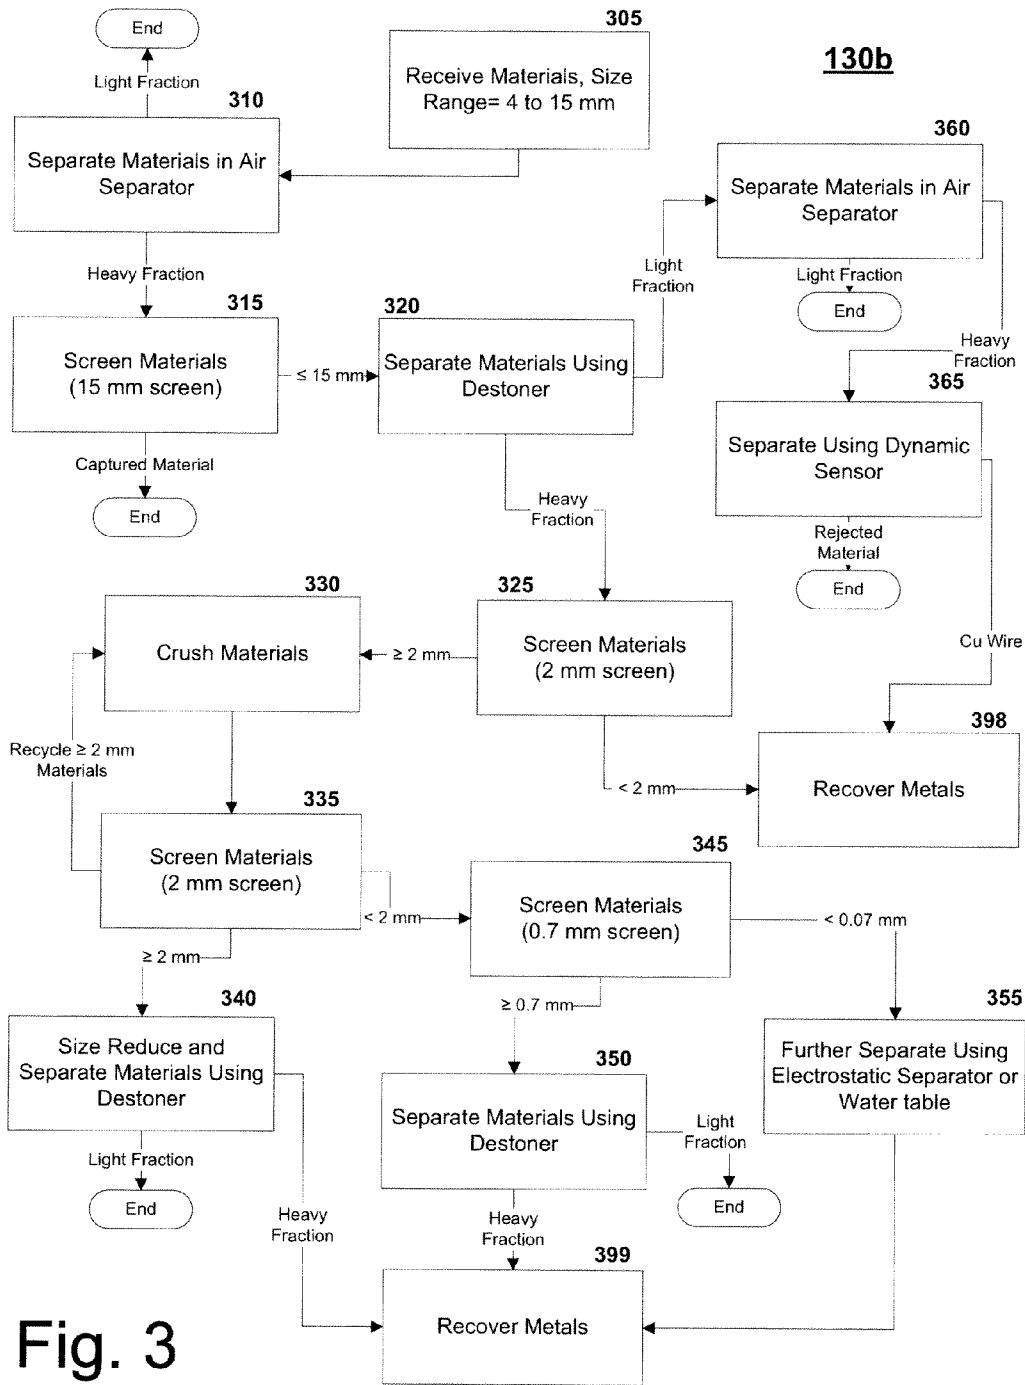 End
305
130b
Light Fraction
Receive Materials, Size
Range= 4 to 15 mm
310
360
Separate Materials in Air
Separator
Separate Materials in Air
Separator
Heavy Fraction
Light
Fraction
Light Fraction
End
315
320
Heavy
Fraction
Screen Materials
(15 mm screen)
≤ 15 mm
Separate Materials Using
Destoner
365
Captured Material
End
Separate Using Dynamic
Sensor
Heavy
Fraction
Rejected
Material
End
330
325
Crush Materials
≥ 2 mm
Screen Materials
(2 mm screen)
Cu Wire
398
Recycle ≥ 2 mm
Materials
< 2 mm
Recover Metals
335
345
Screen Materials
(2 mm screen)
< 2 mm
Screen Materials
(0.7 mm screen)
< 0.07 mm
≥ 2 mm
≥ 0.7 mm
340
350
355
Size Reduce and
Separate Materials Using
Destoner
Separate Materials Using
Destoner
Further Separate Using
Electrostatic Separator or
Water table
Light
Fraction
Light Fraction
End
End
Heavy
Fraction
Heavy
Fraction
399
Recover Metals
Fig. 3